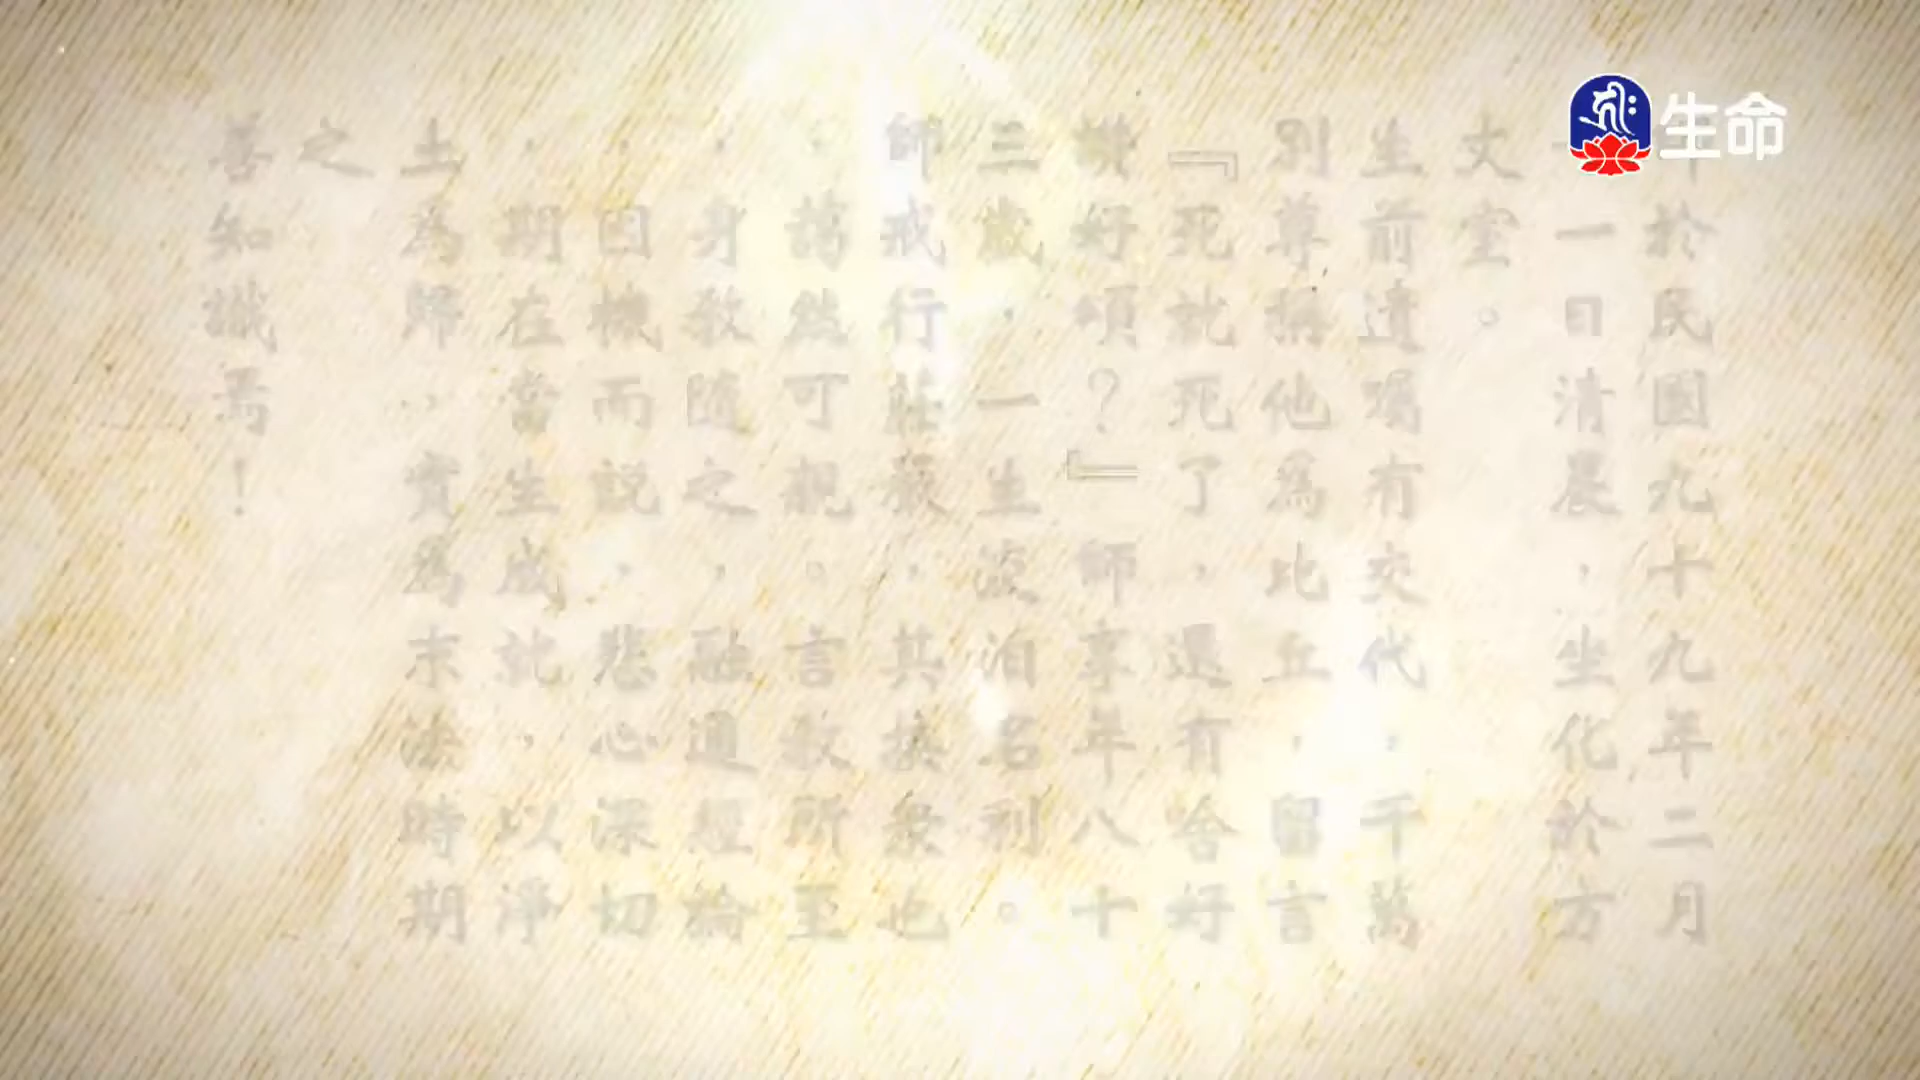 於民國九十九年二月
一日清晨，坐化於方
丈室。
生前遺囑有交代，千萬
別尊稱他爲比丘，留言
『死就死了，還有啥好
讚好頌？』師享年八十
三歲，一生淡泊名利。
師戒行莊嚴，其接眾也
，藹然可親。言教所至
，身教隨之，融通經論
，因機而說，悲心深切
，期在當生成就，以淨
土為歸…實為末法時期
之
善知識焉！
生命